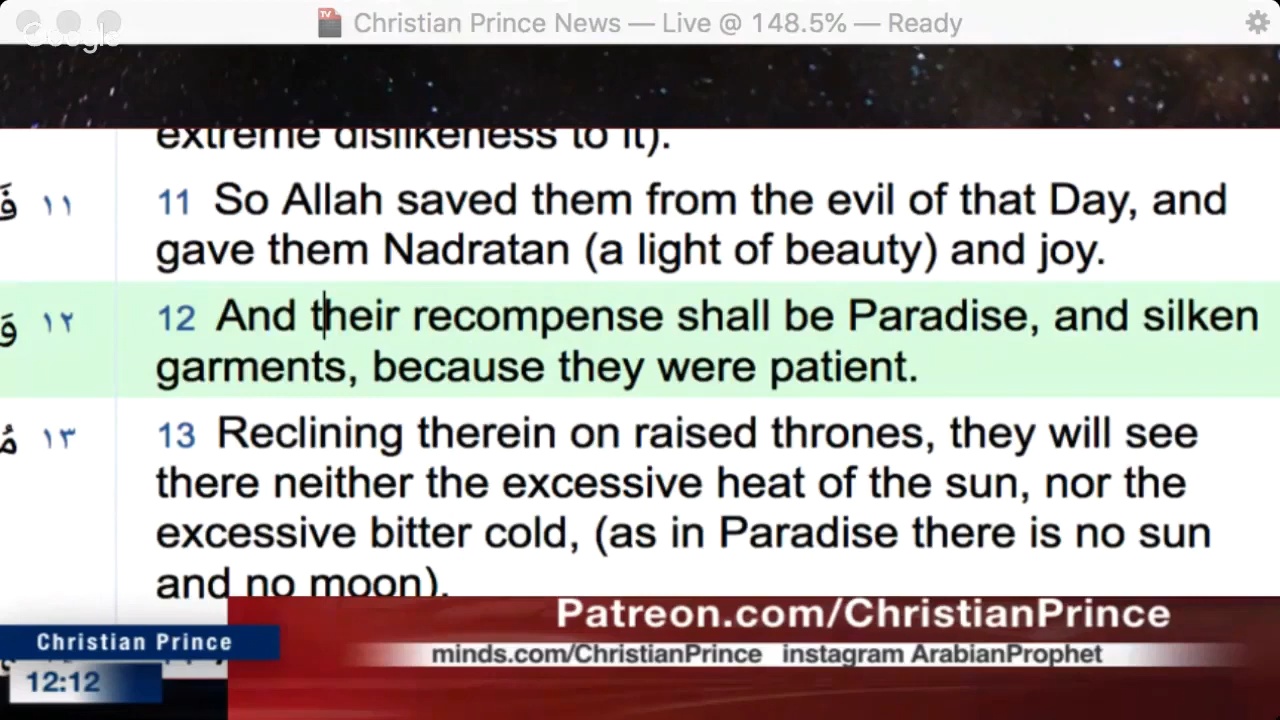 Christian Prince News — Live @ 148.5% — Ready
Google
extreme dislikeness to it).
١١
11 So Allah saved them from the evil of that Day, and
gave them Nadratan (a light of beauty) and joy.
١٢
12 And their recompense shall be Paradise, and silken
garments, because they were patient.
١٣
13 Reclining therein on raised thrones, they will see
there neither the excessive heat of the sun, nor the
excessive bitter cold, (as in Paradise there is no sun
and no moon).
Patreon.com/ChristianPrince
Christian Prince
minds.com/ChristianPrince instagram ArabianProphet
12:12